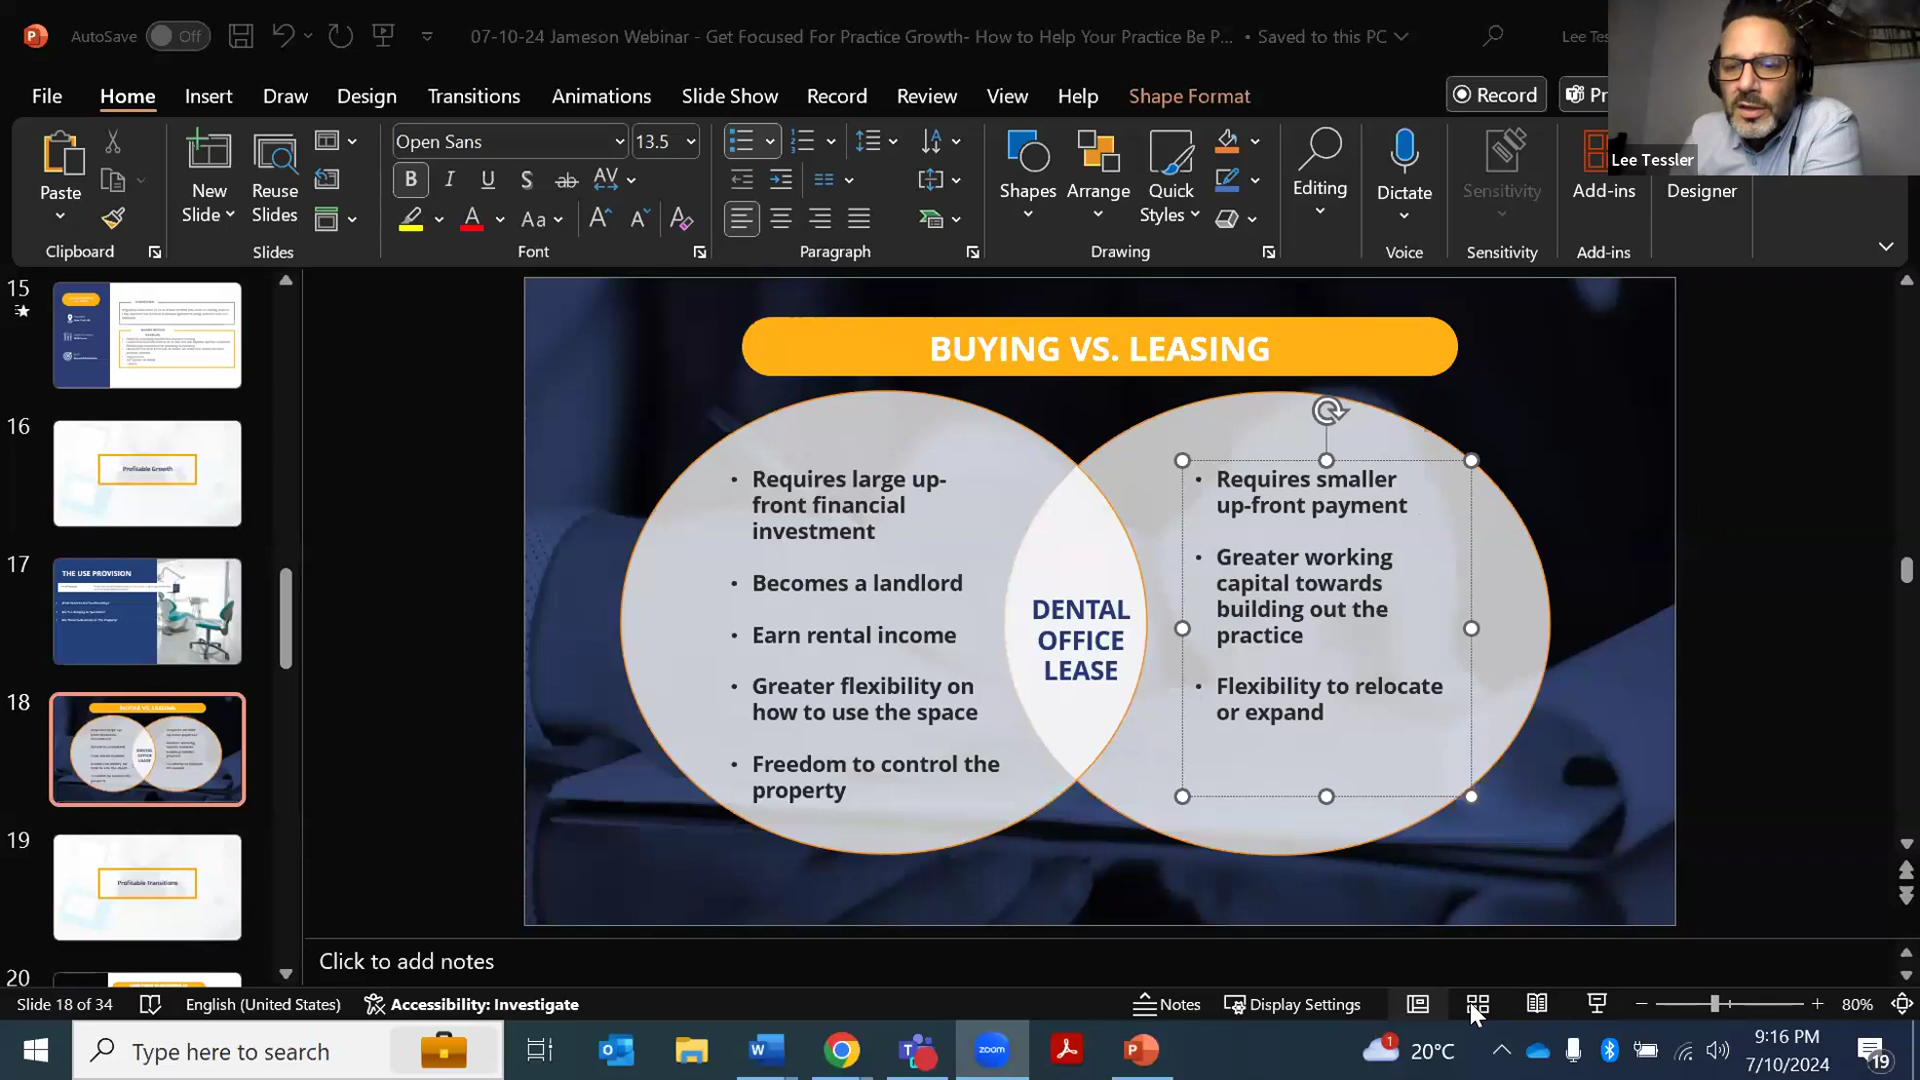 AutoSave Off
07-10-24 Jameson Webinar - Get Focused For Practice Growth- How to Help Your Practice Be P... • Saved to this PC
Lee Tes
File Home Insert Draw Design Transitions Animations Slide Show Record Review View Help Shape Format
Record
Pr
Lee Tessler
Paste
New Slide
Reuse Slides
Open Sans 13.5
Shapes Arrange Quick Styles
Editing
Dictate
Sensitivity
Add-ins
Designer
Clipboard Slides Font Paragraph Drawing Voice Sensitivity Add-ins
15
16
Profitable Growth
17
THE USE PROVISION
18
BUYING VS. LEASING
DENTAL
OFFICE
LEASE
19
Profitable Transitions
20
BUYING VS. LEASING
• Requires large up-
front financial
investment
• Becomes a landlord
• Earn rental income
• Greater flexibility on
how to use the space
• Freedom to control the
property
DENTAL
OFFICE
LEASE
• Requires smaller
up-front payment
• Greater working
capital towards
building out the
practice
• Flexibility to relocate
or expand
Click to add notes
Slide 18 of 34 English (United States) Accessibility: Investigate Notes Display Settings 80%
Type here to search
zoom
1
20°C
9:16 PM
7/10/2024
19